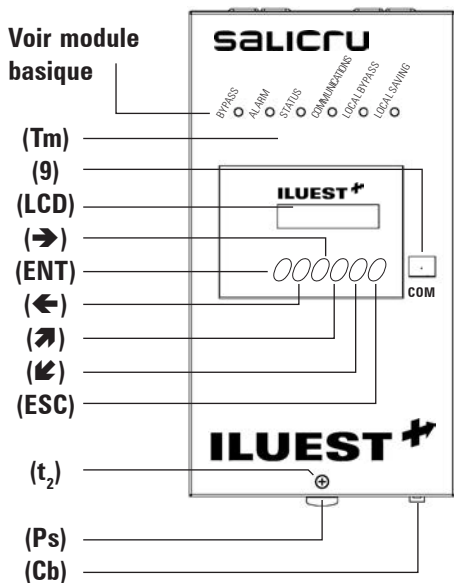 Voir module
basique
salicru
BYPASS
ALARM
STATUS
COMMUNICATIONS
LOCAL BYPASS
LOCAL SAVING
(Tm)
(9)
(LCD)
(➔)
(ENT)
(🡸)
(🡽)
(🡿)
(ESC)
(t₂)
(Ps)
(Cb)
ILUEST+
COM
ILUEST+